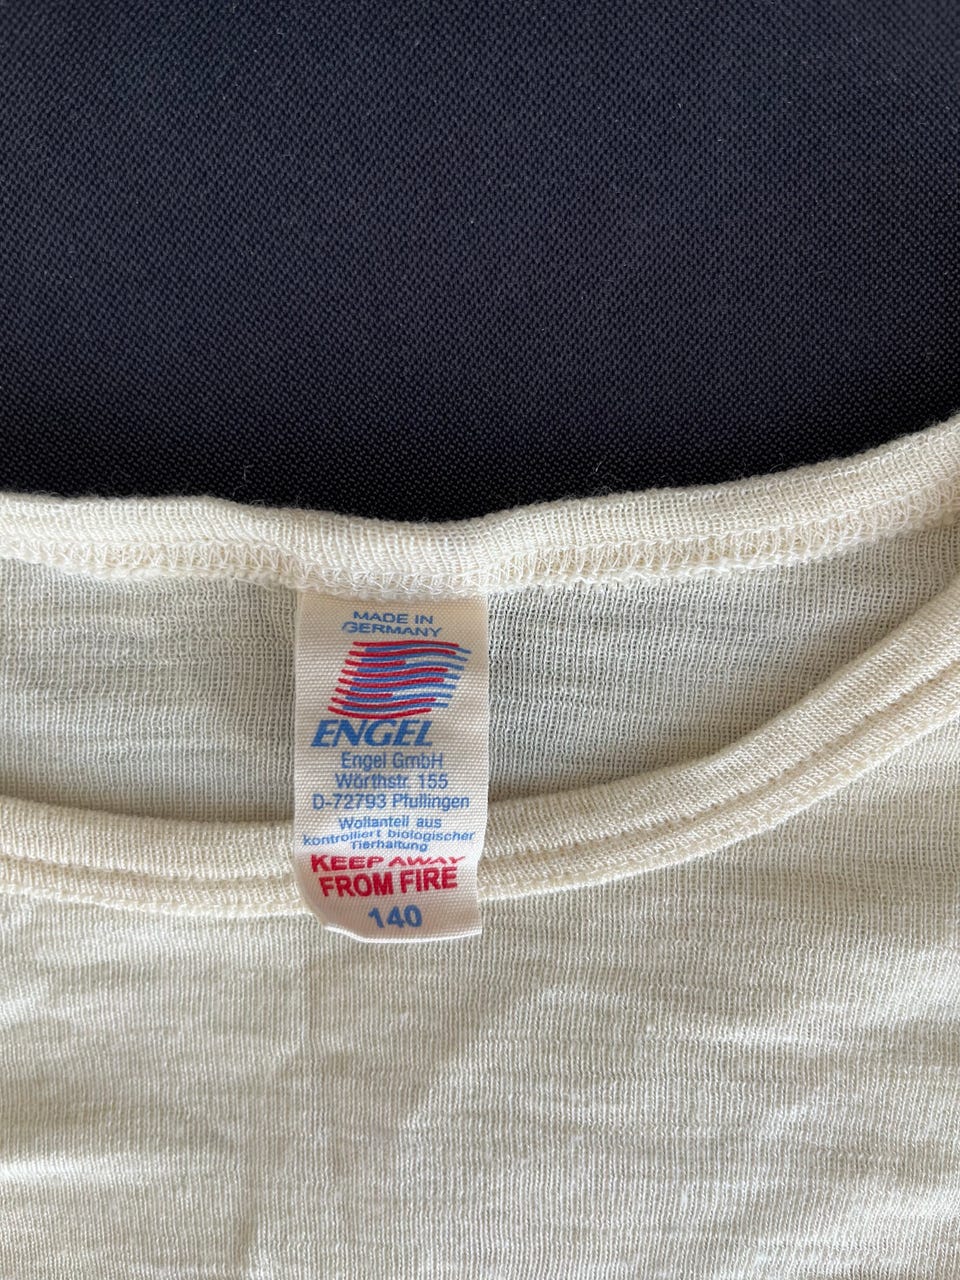 MADE IN
GERMANY
ENGEL
Engel GmbH
Wörthstr. 155
D-72793 Pfullingen
Wollanteil aus
kontrolliert biologischer
Tierhaltung
KEEP AWAY
FROM FIRE
140